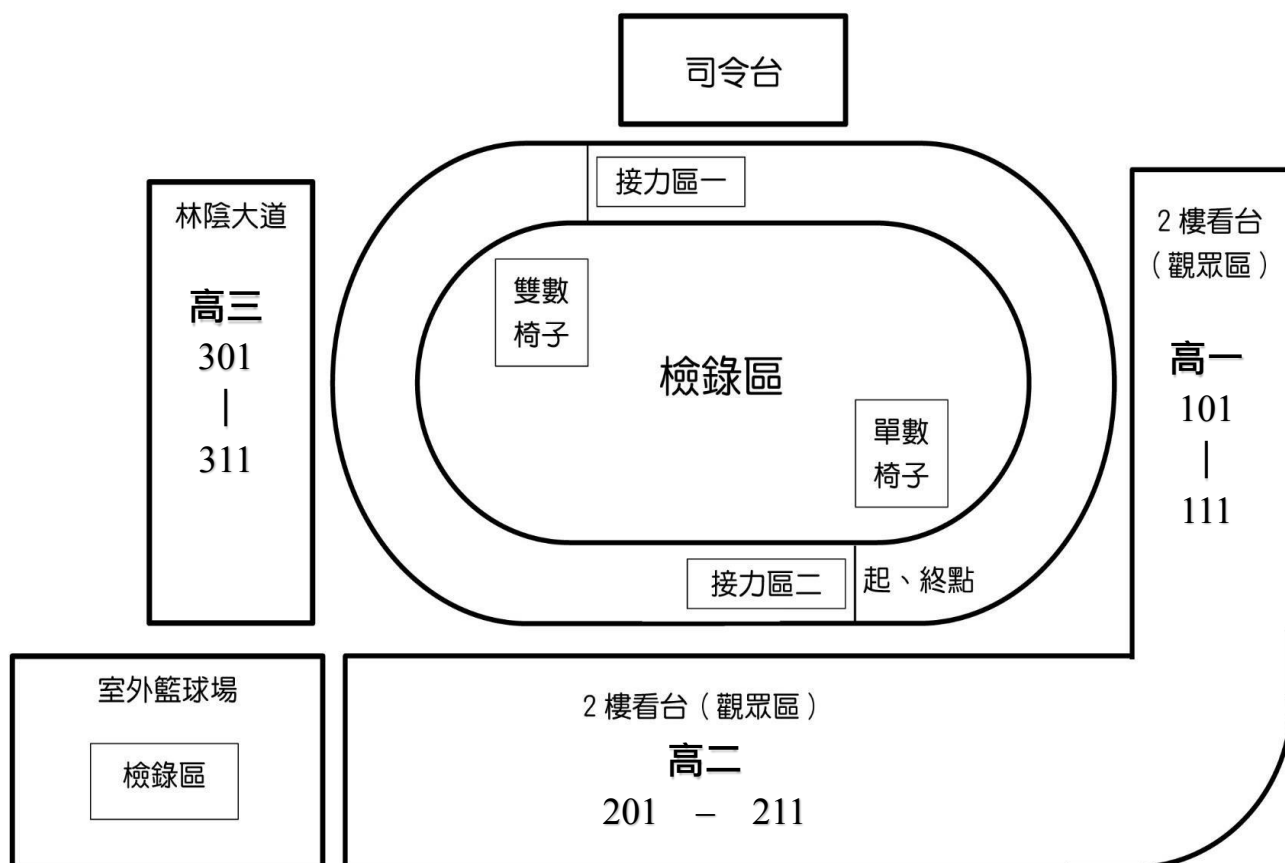 司令台
接力區一
林陰大道
高三
301
|
311
雙數
椅子
檢錄區
單數
椅子
2 樓看台
（觀眾區）
高一
101
|
111
接力區二
起、終點
室外籃球場
檢錄區
2 樓看台（觀眾區）
高二
201 – 211